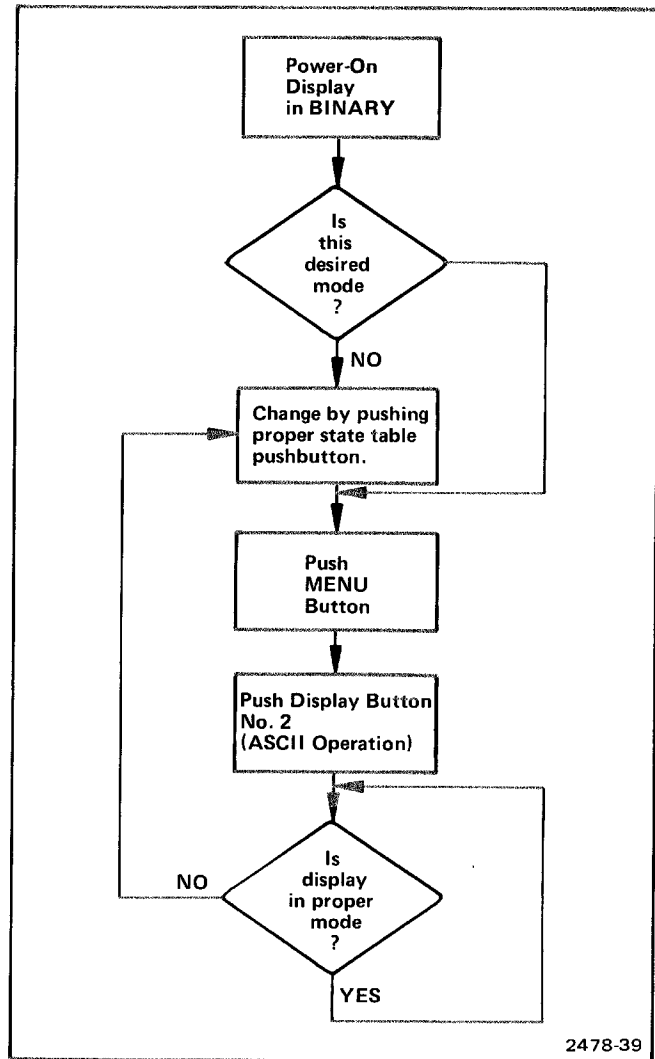 Power-On
Display
in BINARY
Is
this
desired
mode
?
NO
Change by pushing
proper state table
pushbutton.
Push
MENU
Button
Push Display Button
No. 2
(ASCII Operation)
Is
display
in proper
mode
?
NO
YES
2478-39